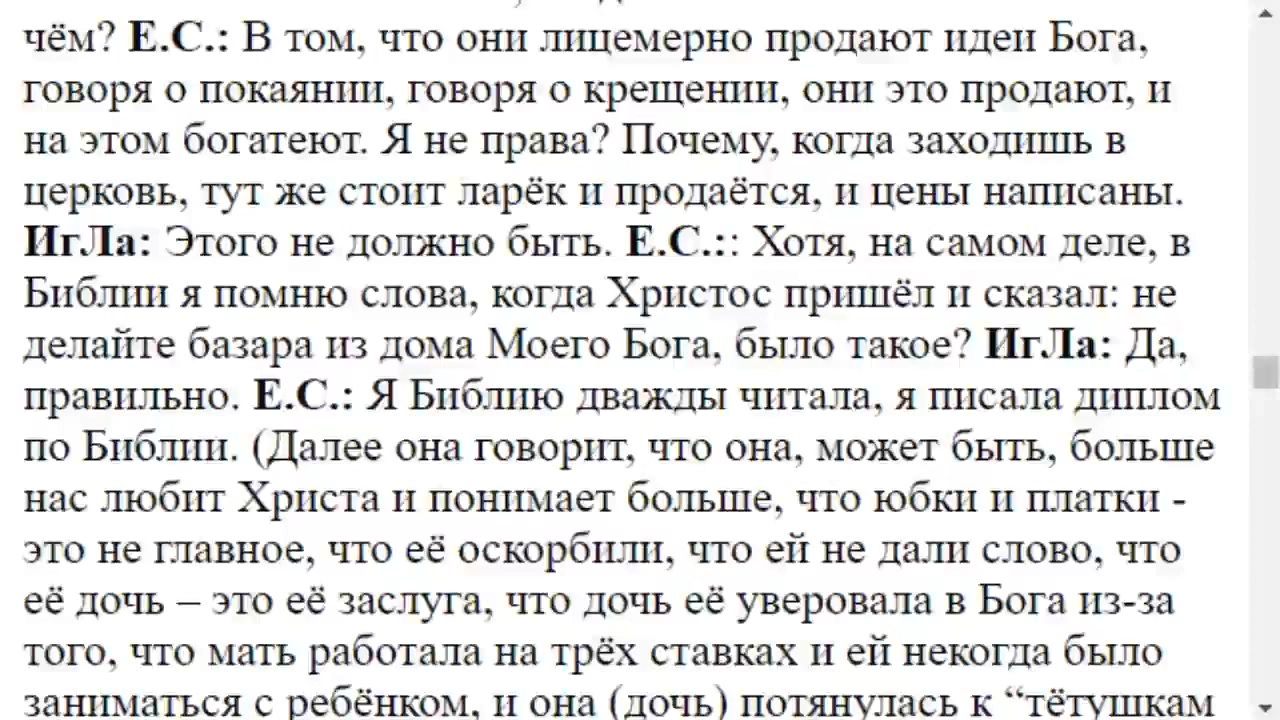 чём? Е.С.: В том, что они лицемерно продают идеи Бога,
говоря о покаянии, говоря о крещении, они это продают, и
на этом богатеют. Я не права? Почему, когда заходишь в
церковь, тут же стоит ларёк и продаётся, и цены написаны.
ИгЛа: Этого не должно быть. Е.С.:: Хотя, на самом деле, в
Библии я помню слова, когда Христос пришёл и сказал: не
делайте базара из дома Моего Бога, было такое? ИгЛа: Да,
правильно. Е.С.: Я Библию дважды читала, я писала диплом
по Библии. (Далее она говорит, что она, может быть, больше
нас любит Христа и понимает больше, что юбки и платки -
это не главное, что её оскорбили, что ей не дали слово, что
её дочь – это её заслуга, что дочь её уверовала в Бога из-за
того, что мать работала на трёх ставках и ей некогда было
заниматься с ребёнком, и она (дочь) потянулась к “тётушкам